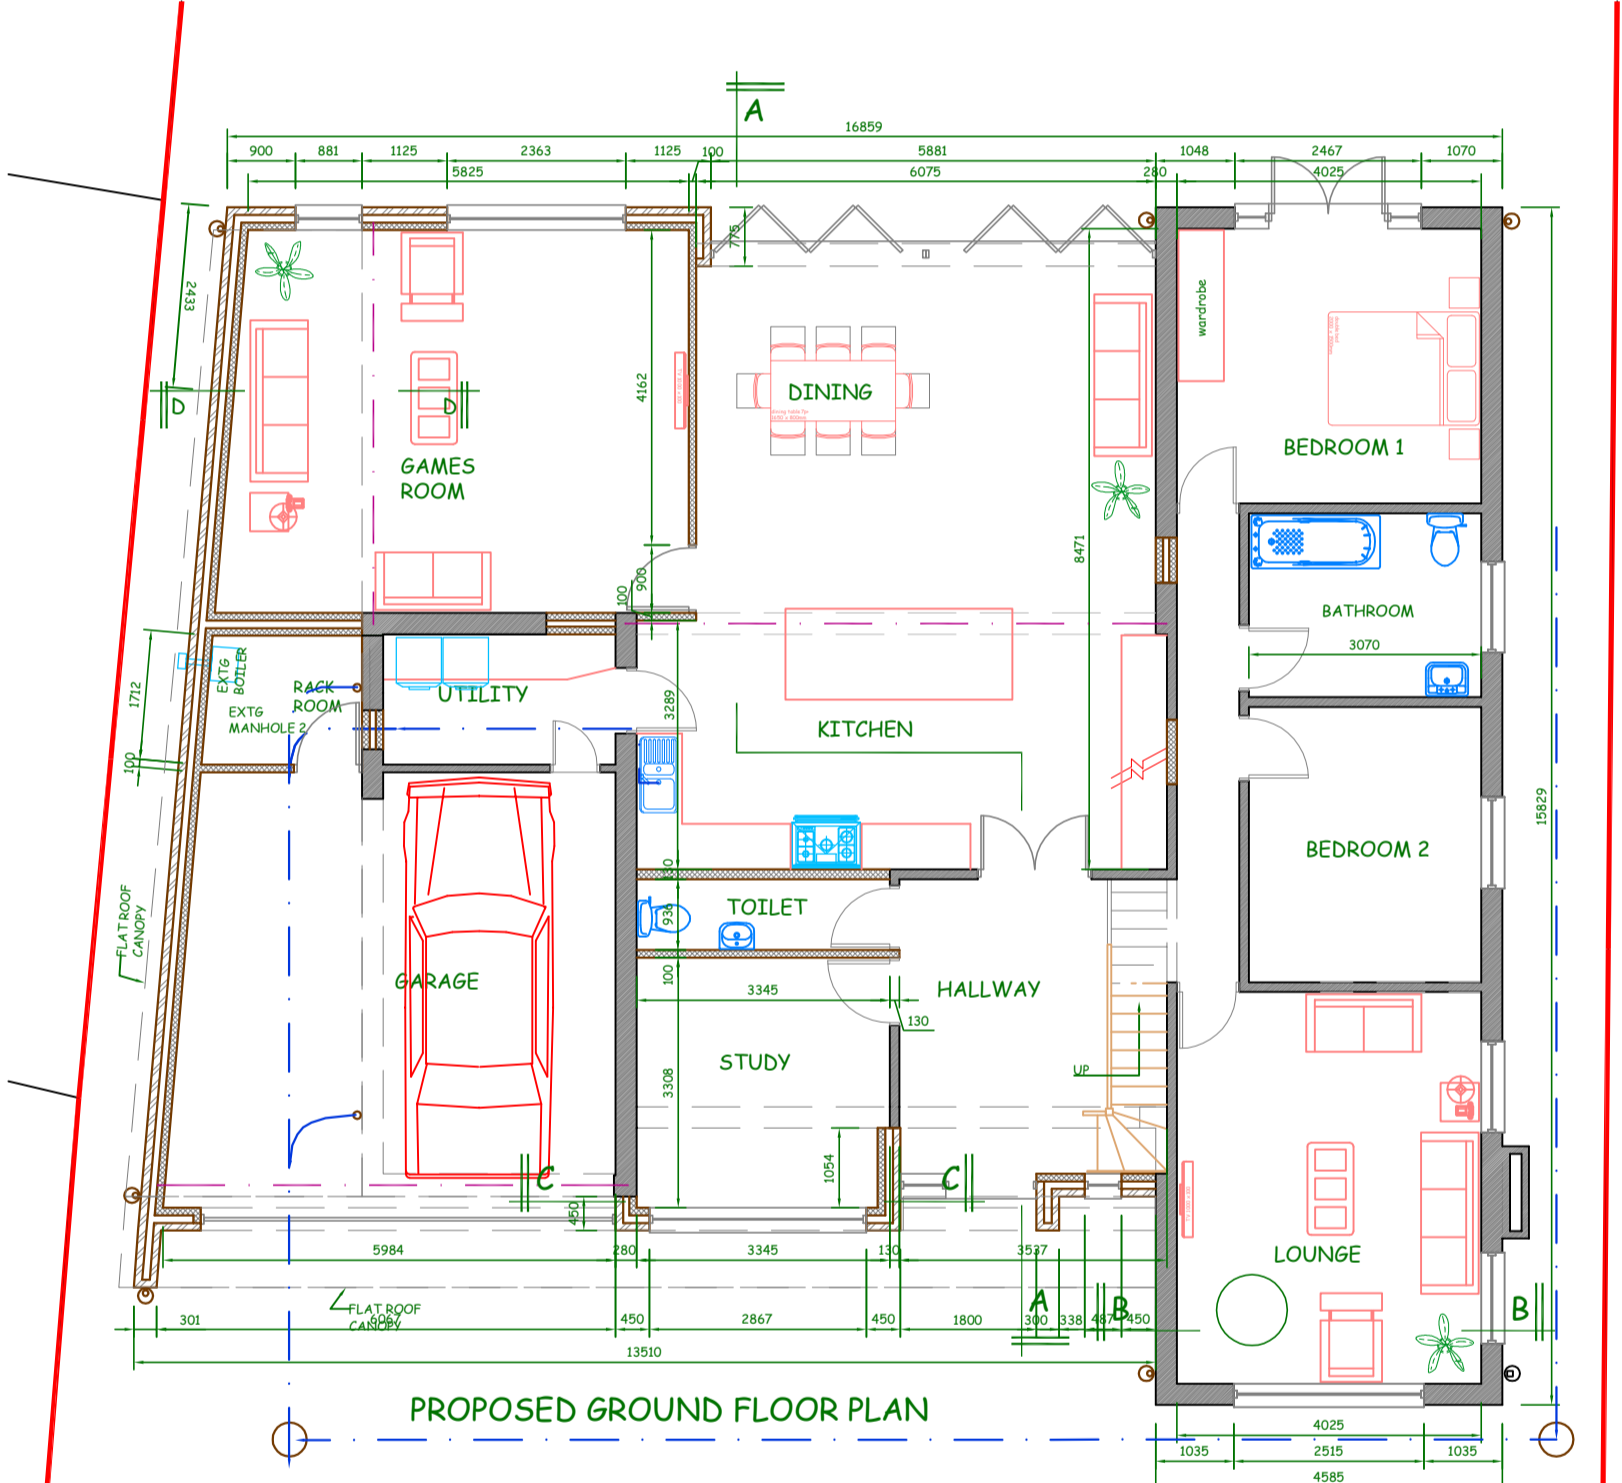 A
16859
900 881 1125 2363 1125 100 5881 1048 2467 1070
5825 6075 280 4025
775
2433
wardrobe
4162
D D
DINING
GAMES
ROOM
BEDROOM 1
8471
900
100
BATHROOM
3070
EXTG
BOILER
RACK
ROOM
EXTG
MANHOLE 2
1712
100
UTILITY
3289
KITCHEN
15829
BEDROOM 2
130
TOILET
936
FLAT ROOF
CANOPY
GARAGE
100
3345
HALLWAY
130
STUDY
UP
3308
1054
C C
450
5984 280 3345 130 3537
LOUNGE
FLAT ROOF
CANOPY
A B B
301 6067 450 2867 450 1800 300 338 487 450
13510
PROPOSED GROUND FLOOR PLAN
4025
1035 2515 1035
4585